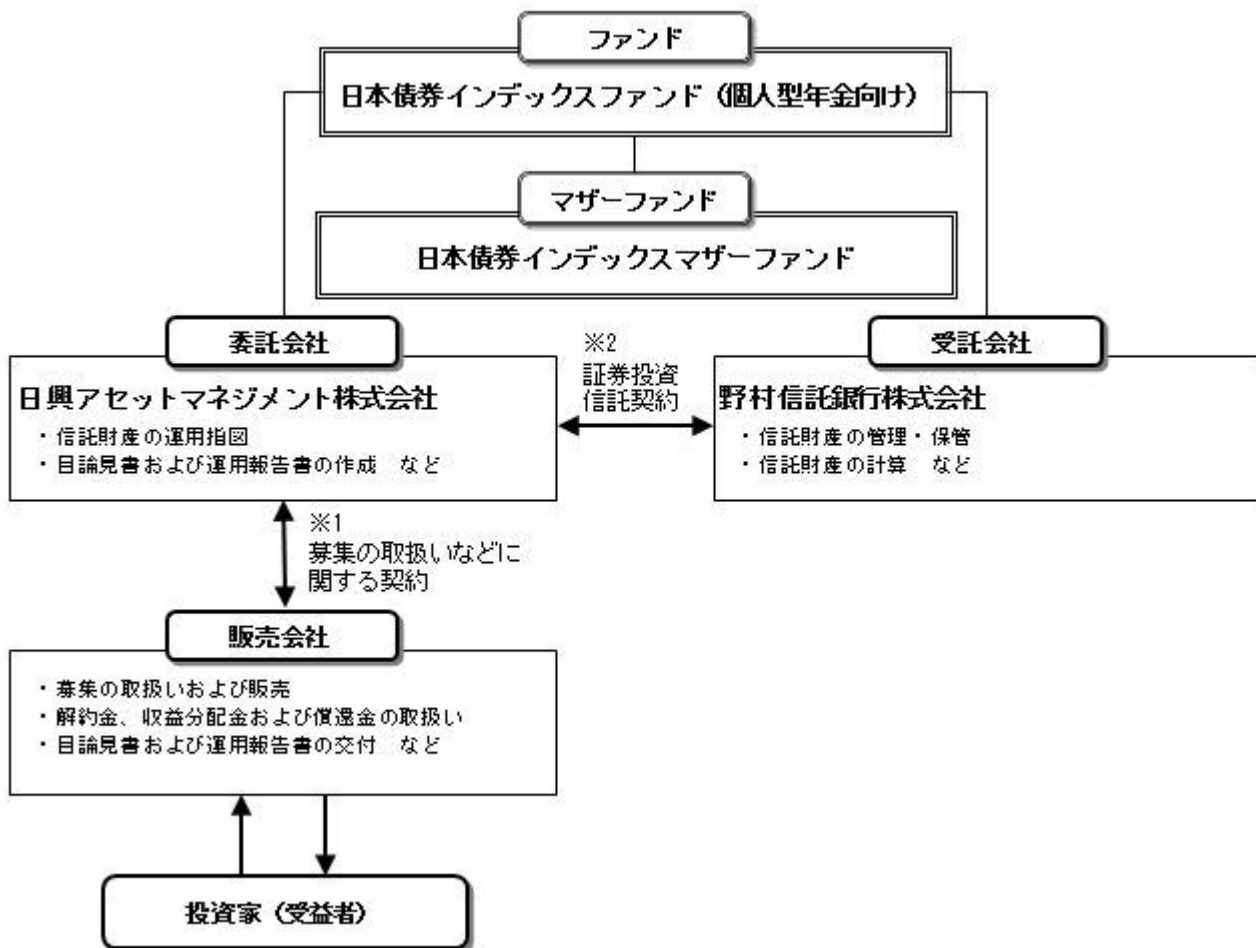 ファンド
日本債券インデックスファンド（個人型年金向け）
マザーファンド
日本債券インデックスマザーファンド
委託会社
日興アセットマネジメント株式会社
・信託財産の運用指図
・目論見書および運用報告書の作成　など
※2
証券投資
信託契約
受託会社
野村信託銀行株式会社
・信託財産の管理・保管
・信託財産の計算　など
※1
募集の取扱いなどに
関する契約
販売会社
・募集の取扱いおよび販売
・解約金、収益分配金および償還金の取扱い
・目論見書および運用報告書の交付　など
投資家（受益者）